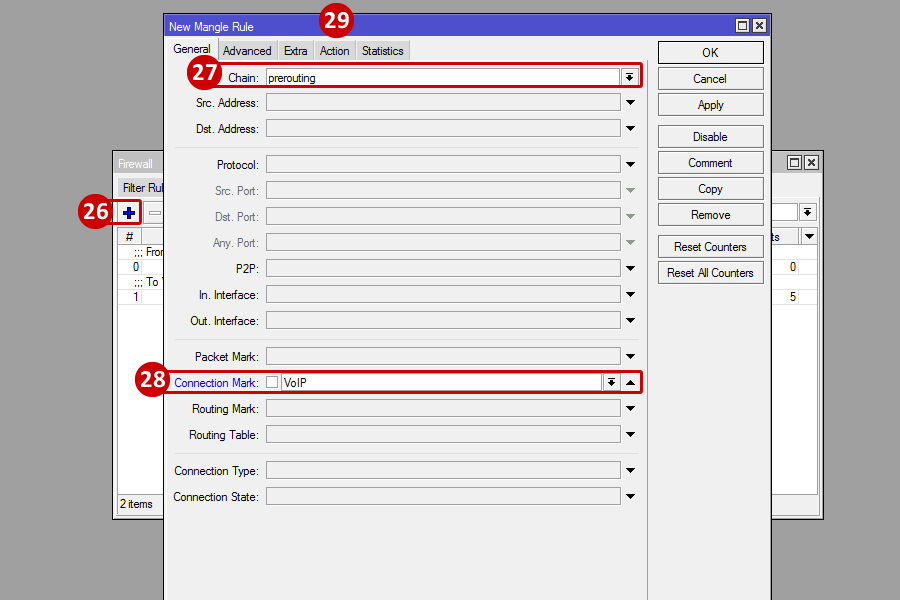 29
New Mangle Rule
General Advanced Extra Action Statistics
27
Chain: prerouting
Src. Address:
Dst. Address:
Protocol:
Src. Port:
Dst. Port:
Any. Port:
P2P:
In. Interface:
Out. Interface:
Packet Mark:
28
Connection Mark: VoIP
Routing Mark:
Routing Table:
Connection Type:
Connection State:
OK
Cancel
Apply
Disable
Comment
Copy
Remove
Reset Counters
Reset All Counters
Firewall
Filter Rul
26
#
ts
;;; Fror
0
0
;;; To
1
5
2 items